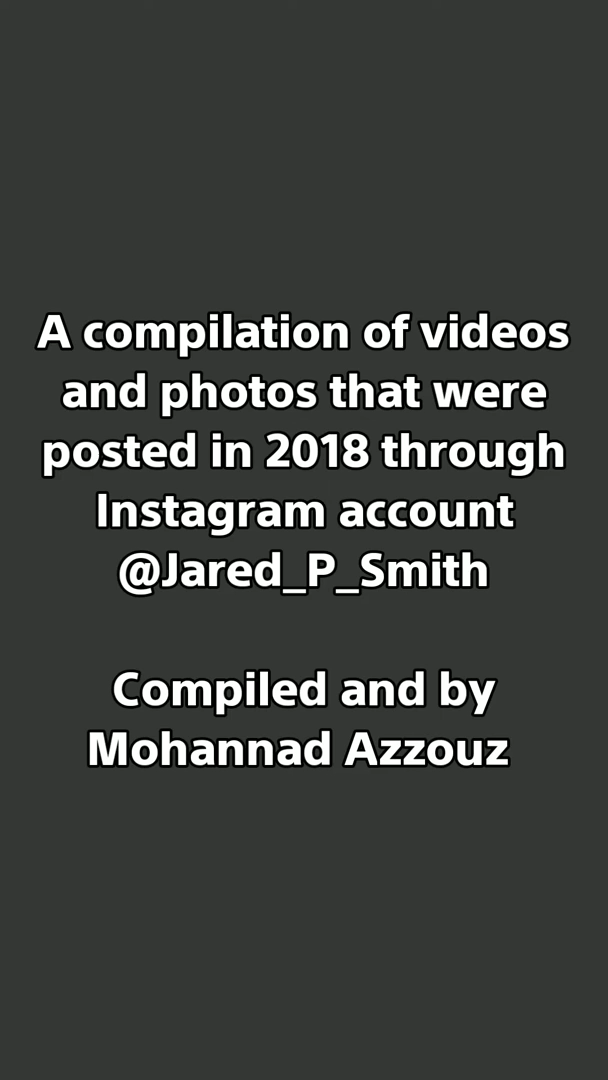 A compilation of videos
and photos that were
posted in 2018 through
Instagram account
@Jared_P_Smith
Compiled and by
Mohannad Azzouz